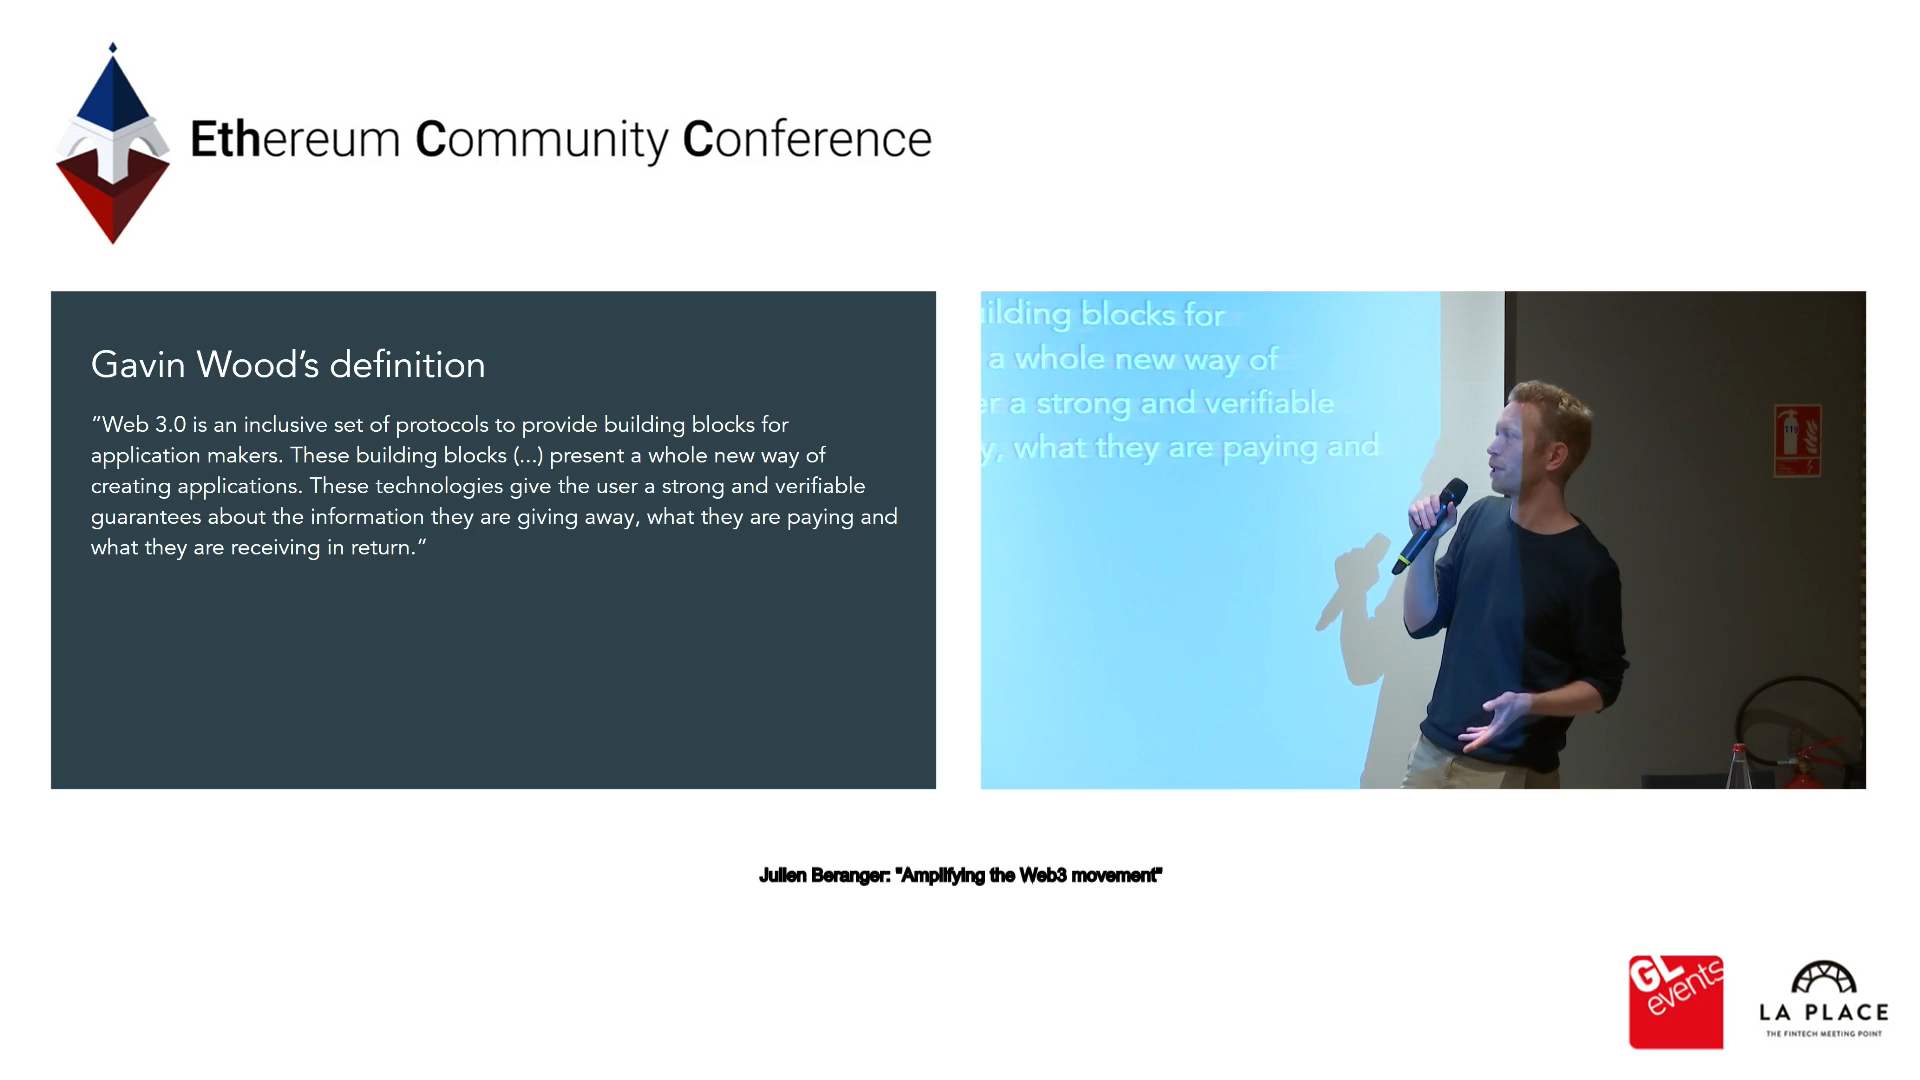 Ethereum Community Conference
Gavin Wood’s definition
“Web 3.0 is an inclusive set of protocols to provide building blocks for
application makers. These building blocks (...) present a whole new way of
creating applications. These technologies give the user a strong and verifiable
guarantees about the information they are giving away, what they are paying and
what they are receiving in return.”
ilding blocks for
a whole new way of
er a strong and verifiable
y, what they are paying and
Julien Beranger: "Amplifying the Web3 movement"
GL
events
LA PLACE
THE FINTECH MEETING POINT